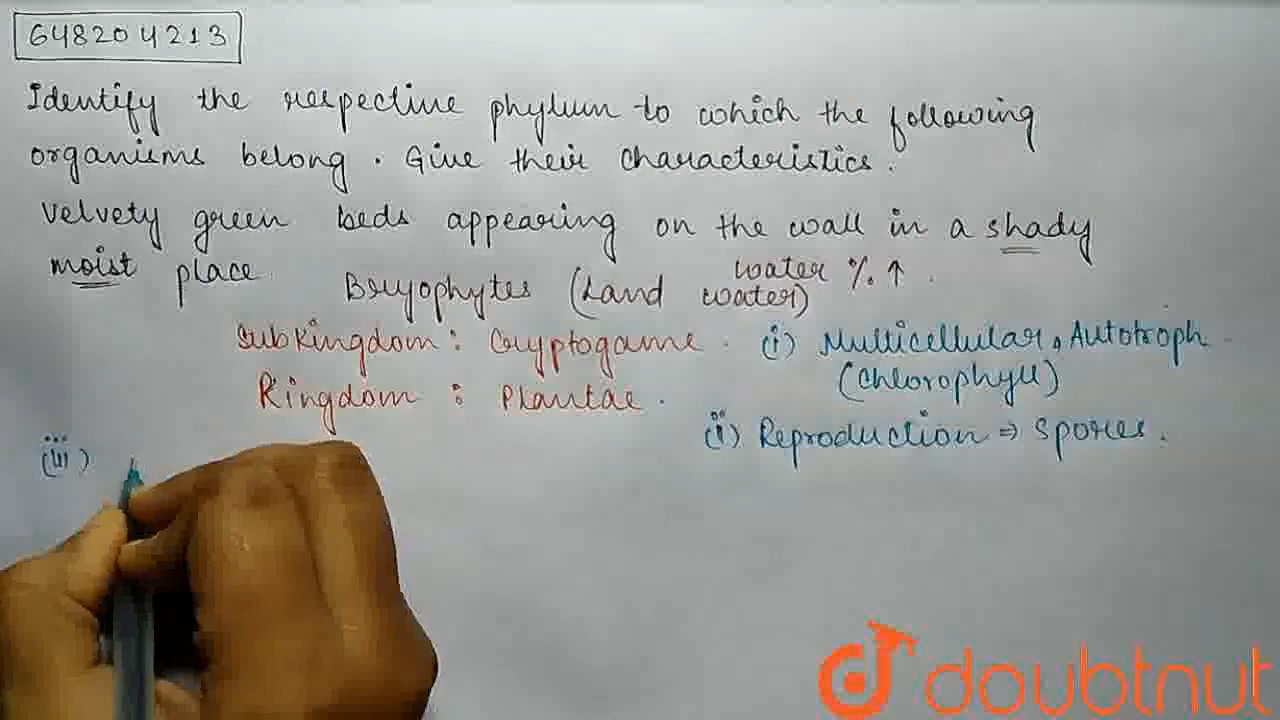 648204213
Identify the respective phylum to which the following
organisms belong. Give their characteristics.
Velvety green beds appearing on the wall in a shady
moist place
water % ↑.
Bryophytes (Land water)
Subkingdom : Cryptogame.
(i) Multicellular, Autotroph
(Chlorophyll)
Kingdom : Plantae.
(ii) Reproduction ⇒ Spores.
(iii)
doubtnut